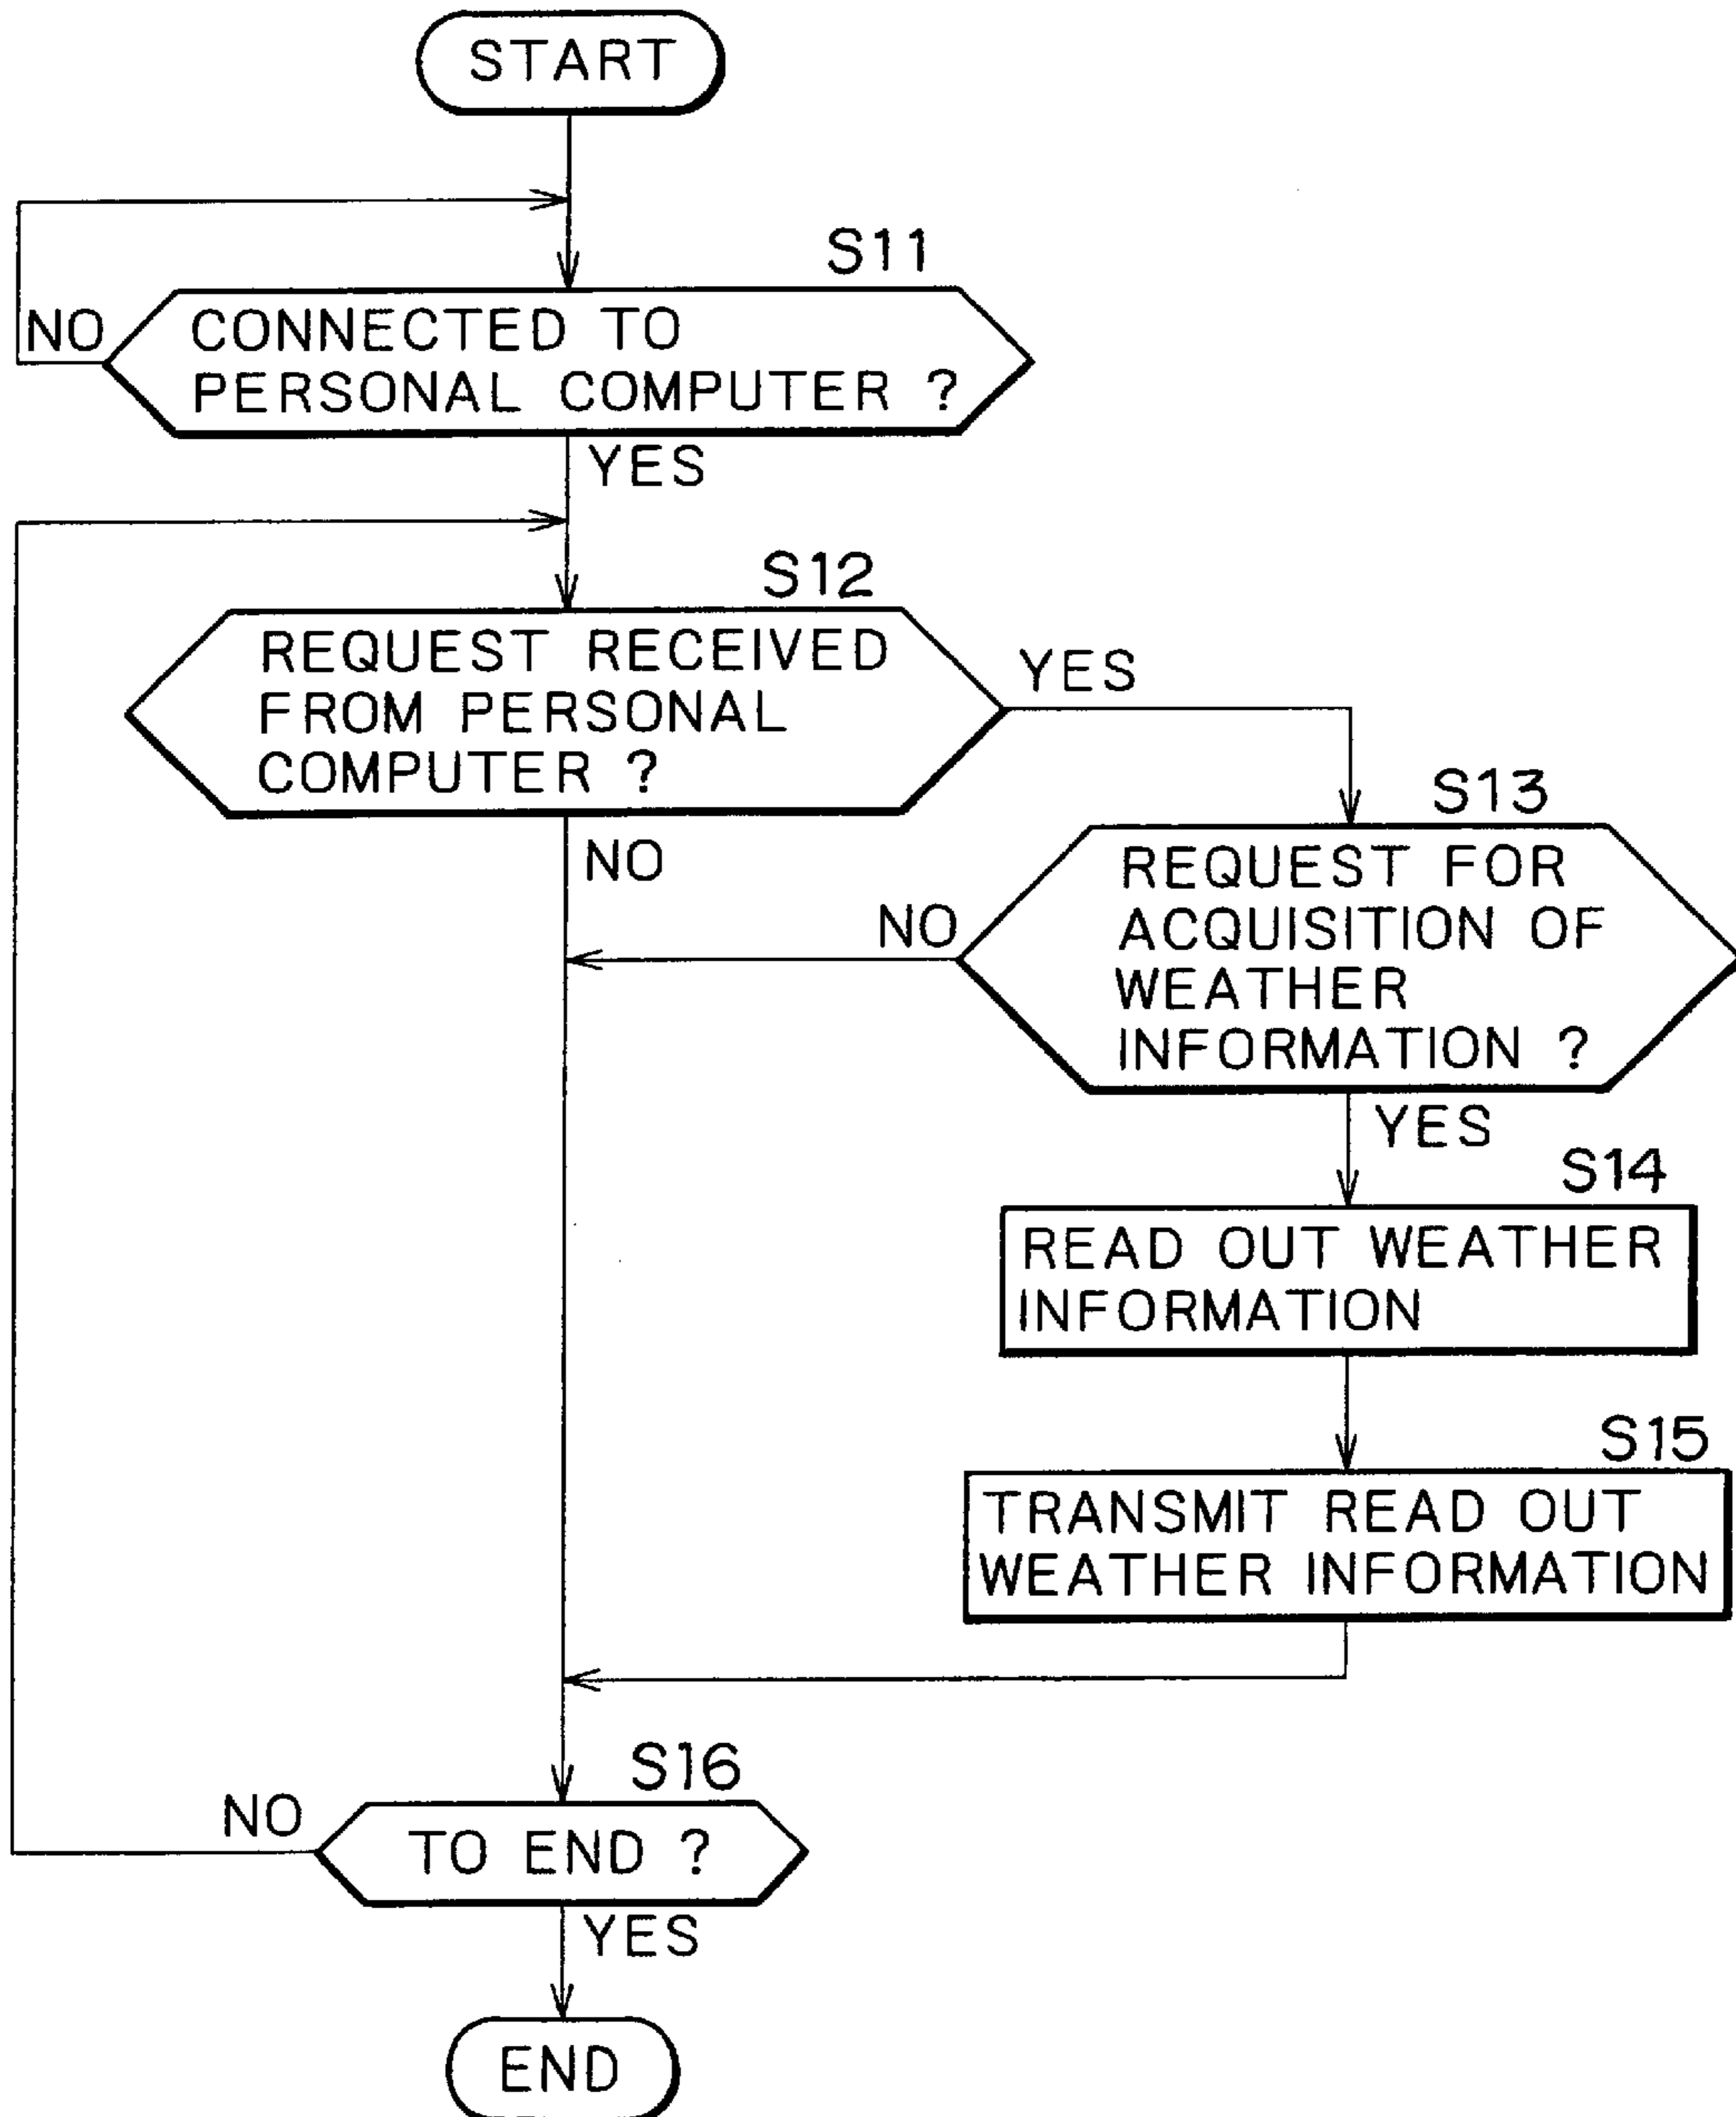 START
S11
NO
CONNECTED TO
PERSONAL COMPUTER ?
YES
S12
REQUEST RECEIVED
FROM PERSONAL
COMPUTER ?
YES
NO
S13
REQUEST FOR
ACQUISITION OF
WEATHER
INFORMATION ?
NO
YES
S14
READ OUT WEATHER
INFORMATION
S15
TRANSMIT READ OUT
WEATHER INFORMATION
S16
NO
TO END ?
YES
END